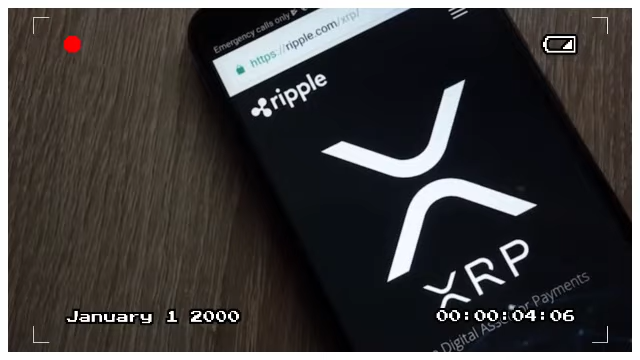 Emergency calls only
https://ripple.com/xrp/
ripple
XRP
Digital Asset for Payments
January 1 2000
00:00:04:06